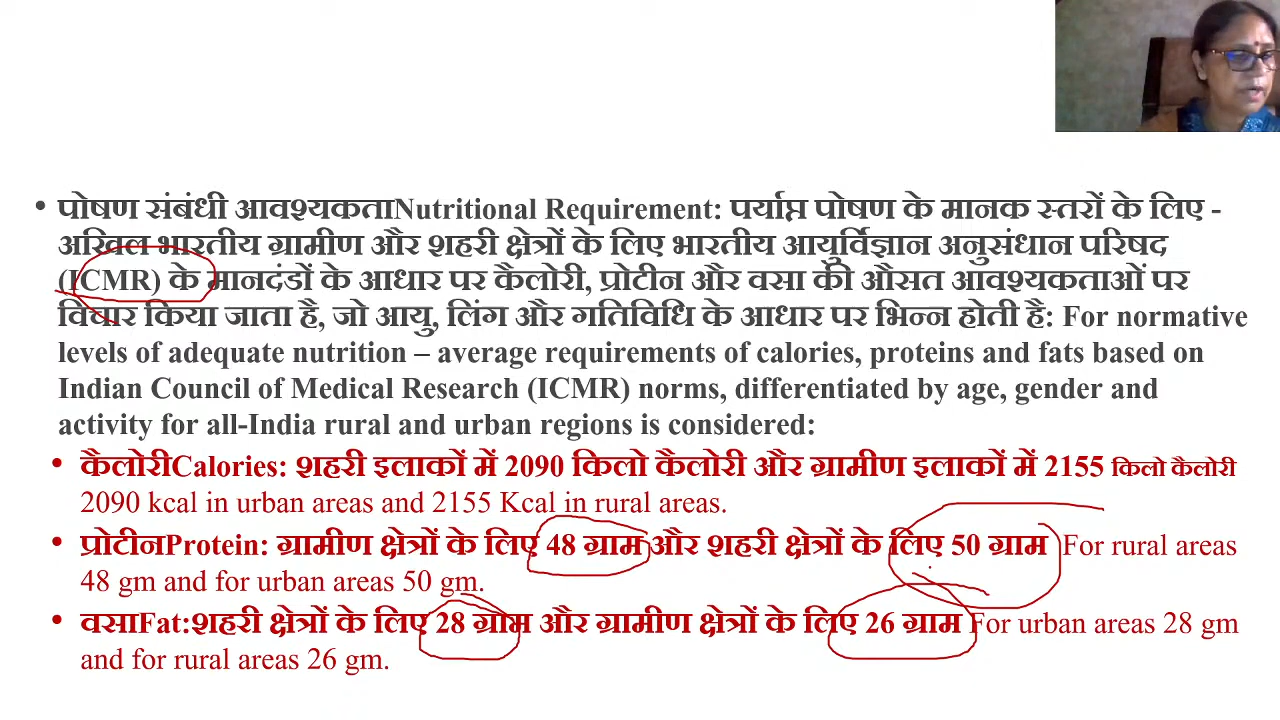 • पोषण संबंधी आवश्यकताNutritional Requirement: पर्याप्त पोषण के मानक स्तरों के लिए -
अखिल भारतीय ग्रामीण और शहरी क्षेत्रों के लिए भारतीय आयुर्विज्ञान अनुसंधान परिषद
(ICMR) के मानदंडों के आधार पर कैलोरी, प्रोटीन और वसा की औसत आवश्यकताओं पर
विचार किया जाता है, जो आयु, लिंग और गतिविधि के आधार पर भिन्न होती है: For normative
levels of adequate nutrition – average requirements of calories, proteins and fats based on
Indian Council of Medical Research (ICMR) norms, differentiated by age, gender and
activity for all-India rural and urban regions is considered:
• कैलोरीCalories: शहरी इलाकों में 2090 किलो कैलोरी और ग्रामीण इलाकों में 2155 किलो कैलोरी
2090 kcal in urban areas and 2155 Kcal in rural areas.
• प्रोटीनProtein: ग्रामीण क्षेत्रों के लिए 48 ग्राम और शहरी क्षेत्रों के लिए 50 ग्राम For rural areas
48 gm and for urban areas 50 gm.
• वसाFat:शहरी क्षेत्रों के लिए 28 ग्राम और ग्रामीण क्षेत्रों के लिए 26 ग्राम For urban areas 28 gm
and for rural areas 26 gm.